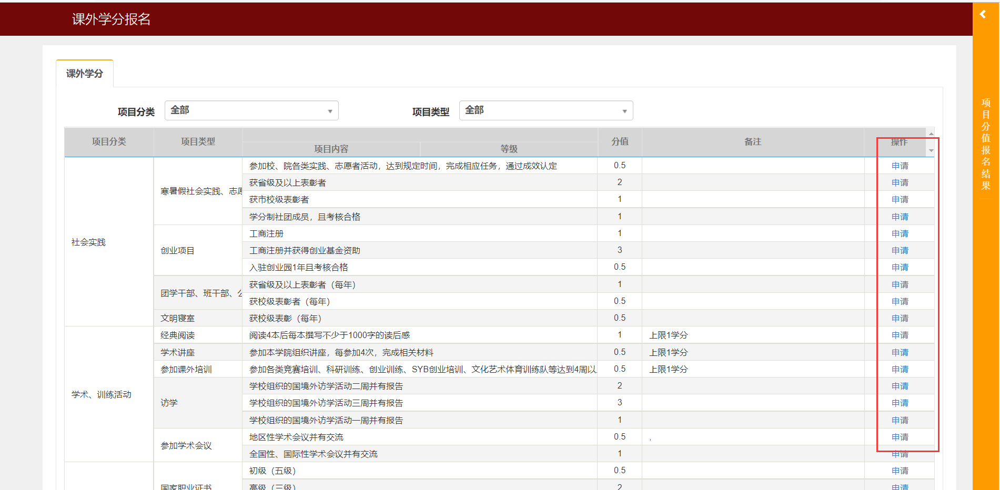 课外学分报名
课外学分
项目分类 全部 项目类型 全部
项目分类 项目类型 项目内容 等级 分值 备注 操作
社会实践 寒暑假社会实践、志愿 参加校、院各类实践、志愿者活动，达到规定时间，完成相应任务，通过成效认定 0.5 申请
获省级及以上表彰者 2 申请
获市校级表彰者 1 申请
学分制社团成员，且考核合格 1 申请
创业项目 工商注册 1 申请
工商注册并获得创业基金资助 3 申请
入驻创业园1年且考核合格 0.5 申请
团学干部、班干部、 获省级及以上表彰者（每年） 1 申请
获校级表彰者（每年） 0.5 申请
文明寝室 获校级表彰（每年） 0.5 申请
学术、训练活动 经典阅读 阅读4本后每本撰写不少于1000字的读后感 1 上限1学分 申请
学术讲座 参加本学院组织讲座，每参加4次，完成相关材料 0.5 上限1学分 申请
参加课外培训 参加各类竞赛培训、科研训练、创业训练、SYB创业培训、文化艺术体育训练队等达到4周以 0.5 上限1学分 申请
访学 学校组织的国境外访学活动二周并有报告 2 申请
学校组织的国境外访学活动三周并有报告 3 申请
学校组织的国境外访学活动一周并有报告 1 申请
参加学术会议 地区性学术会议并有交流 0.5 , 申请
全国性、国际性学术会议并有交流 1 申请
国家职业证书 初级（五级） 0.5 申请
高级（三级） 2 申请
项目分值报名结果